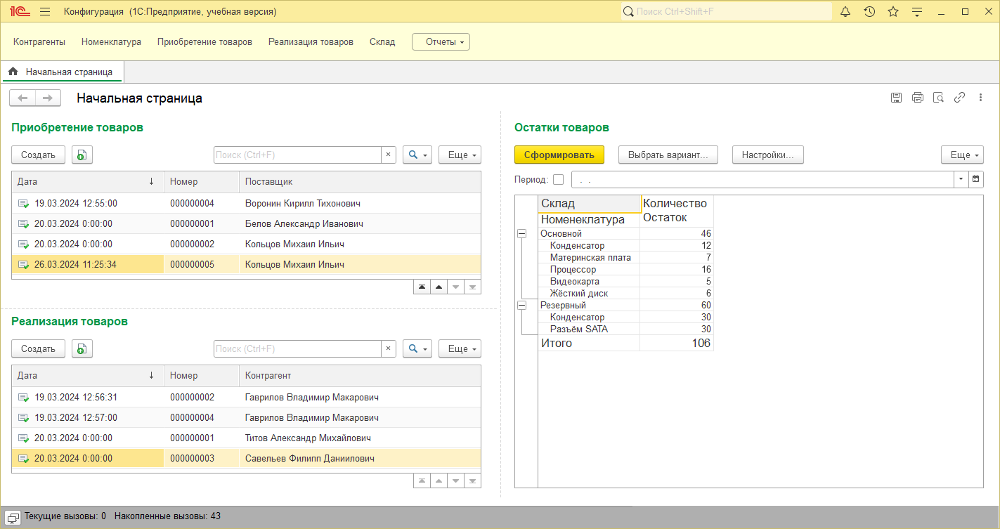 1С Конфигурация (1С:Предприятие, учебная версия) Поиск Ctrl+Shift+F
Контрагенты Номенклатура Приобретение товаров Реализация товаров Склад Отчеты
Начальная страница
Начальная страница
Приобретение товаров
Создать Поиск (Ctrl+F) × Еще
Дата ↓ Номер Поставщик
19.03.2024 12:55:00 000000004 Воронин Кирилл Тихонович
20.03.2024 0:00:00 000000001 Белов Александр Иванович
20.03.2024 0:00:00 000000002 Кольцов Михаил Ильич
26.03.2024 11:25:34 000000005 Кольцов Михаил Ильич
Реализация товаров
Создать Поиск (Ctrl+F) × Еще
Дата ↓ Номер Контрагент
19.03.2024 12:56:31 000000002 Гаврилов Владимир Макарович
19.03.2024 12:57:00 000000004 Гаврилов Владимир Макарович
20.03.2024 0:00:00 000000001 Титов Александр Михайлович
20.03.2024 0:00:00 000000003 Савельев Филипп Даниилович
Остатки товаров
Сформировать Выбрать вариант... Настройки... Еще
Период: . .
Склад Количество
Номенеклатура Остаток
Основной 46
Конденсатор 12
Материнская плата 7
Процессор 16
Видеокарта 5
Жёсткий диск 6
Резервный 60
Конденсатор 30
Разъём SATA 30
Итого 106
Текущие вызовы: 0 Накопленные вызовы: 43